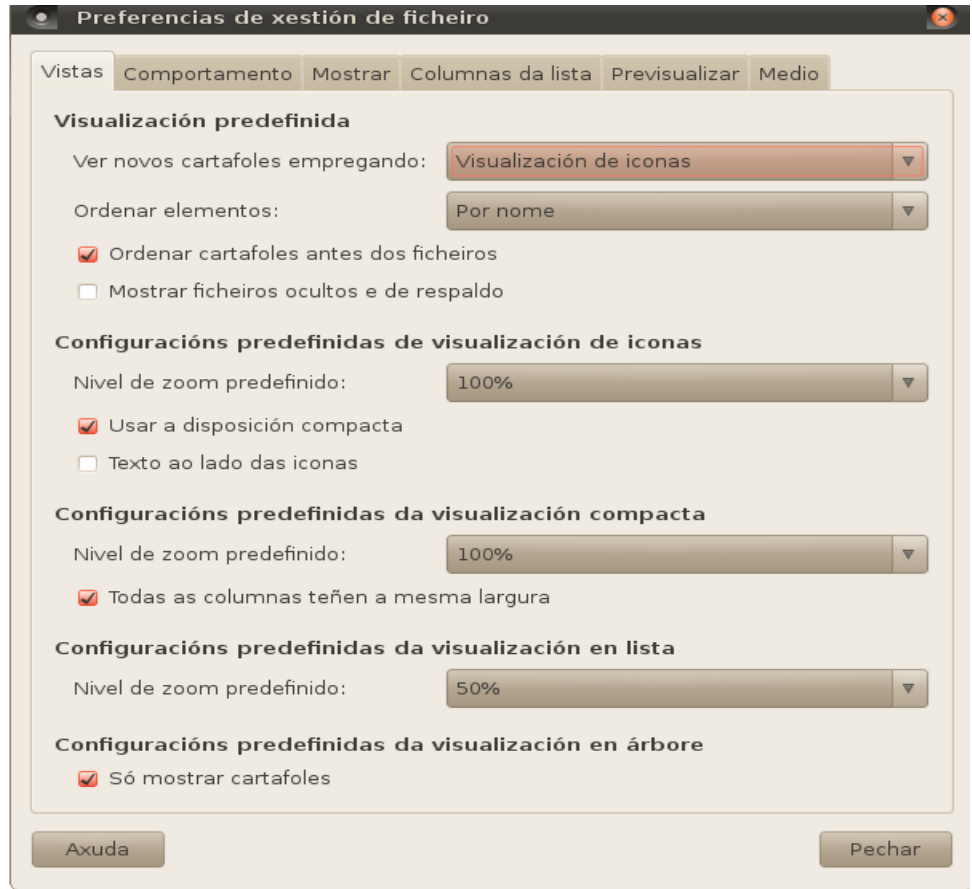 Preferencias de xestión de ficheiro
Vistas Comportamento Mostrar Columnas da lista Previsualizar Medio
Visualización predefinida
Ver novos cartafoles empregando: Visualización de iconas
Ordenar elementos: Por nome
Ordenar cartafoles antes dos ficheiros
Mostrar ficheiros ocultos e de respaldo
Configuracións predefinidas de visualización de iconas
Nivel de zoom predefinido: 100%
Usar a disposición compacta
Texto ao lado das iconas
Configuracións predefinidas da visualización compacta
Nivel de zoom predefinido: 100%
Todas as columnas teñen a mesma largura
Configuracións predefinidas da visualización en lista
Nivel de zoom predefinido: 50%
Configuracións predefinidas da visualización en árbore
Só mostrar cartafoles
Axuda Pechar